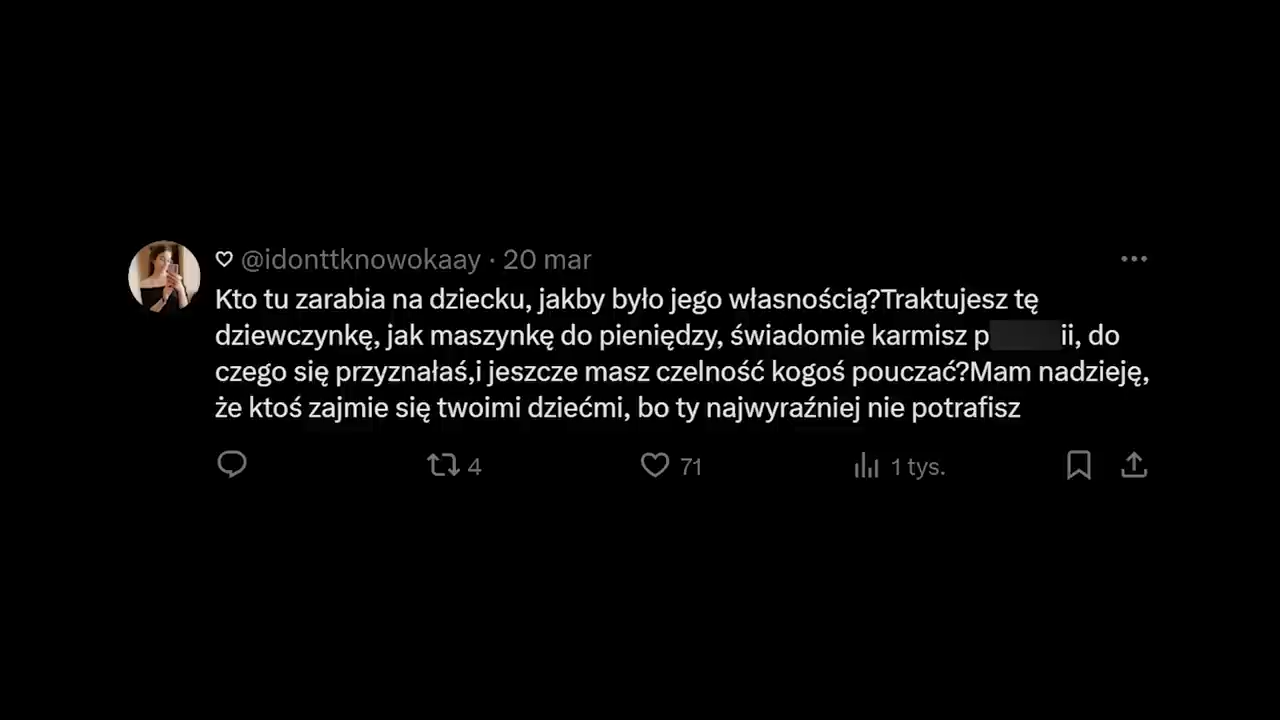 ♡ @idonttknowokaay · 20 mar
Kto tu zarabia na dziecku, jakby było jego własnością?Traktujesz tę
dziewczynkę, jak maszynkę do pieniędzy, świadomie karmisz p ii, do
czego się przyznałaś,i jeszcze masz czelność kogoś pouczać?Mam nadzieję,
że ktoś zajmie się twoimi dziećmi, bo ty najwyraźniej nie potrafisz
4 71 1 tys.